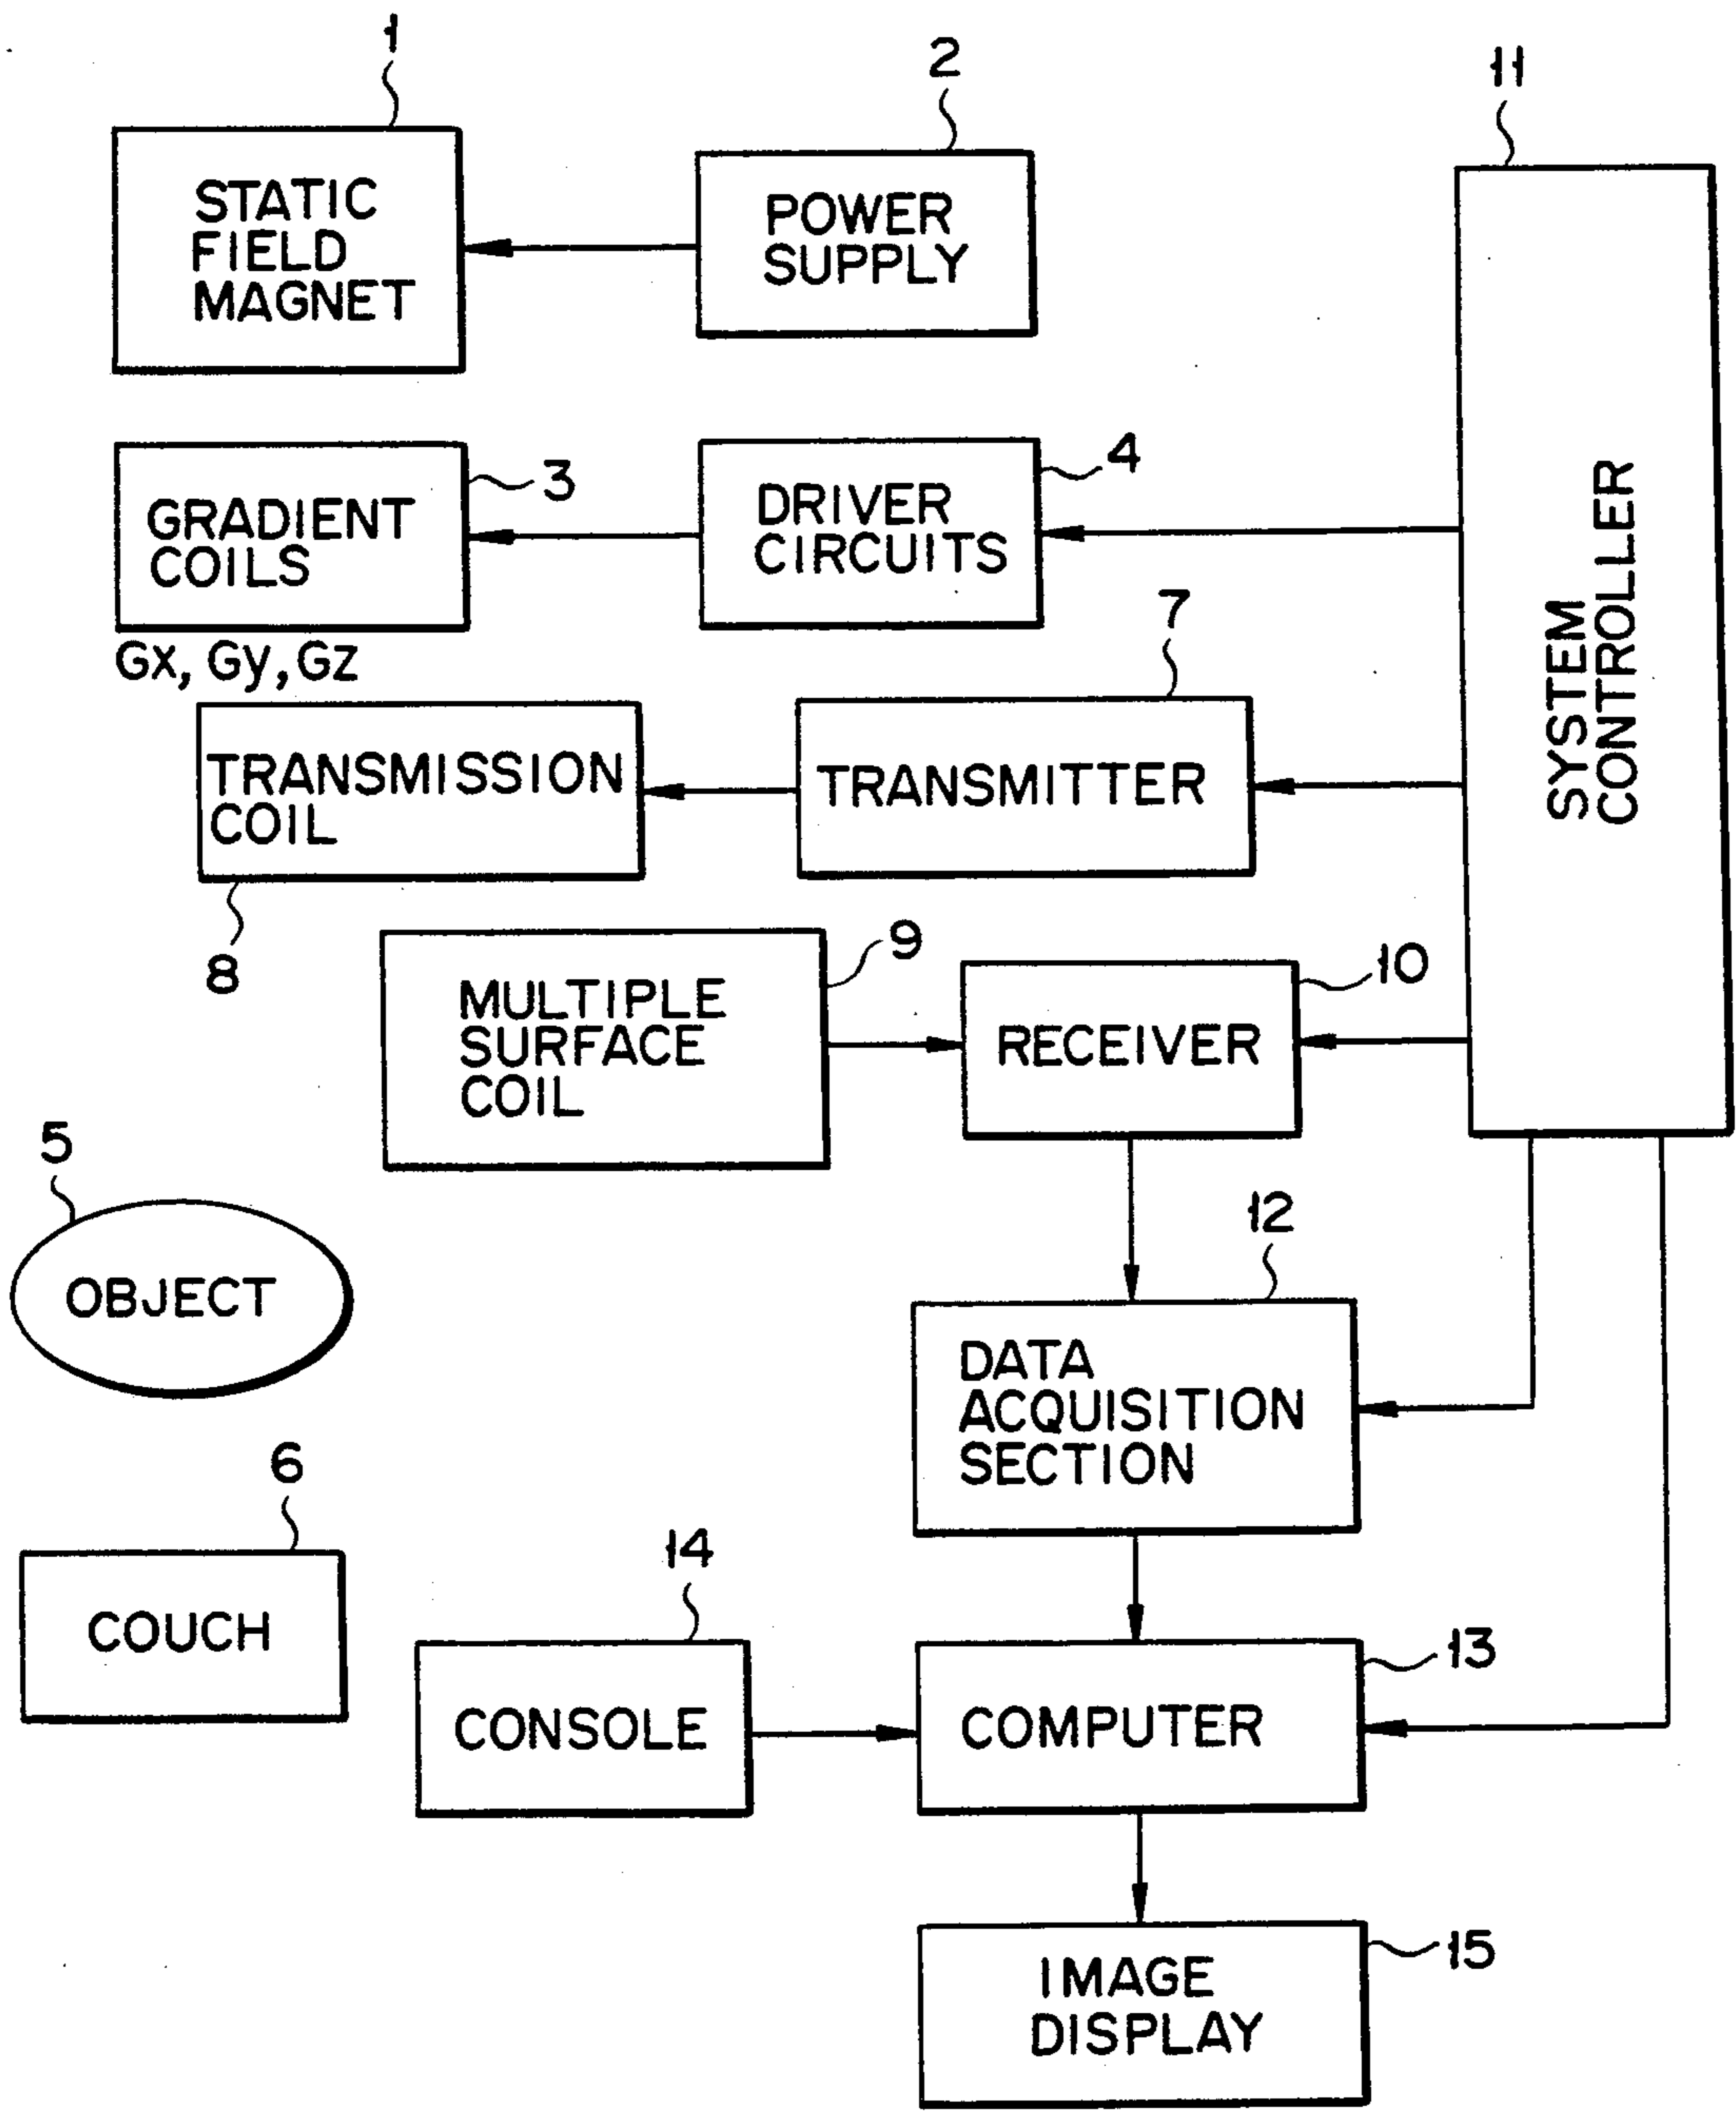 1
2
11
STATIC
FIELD
MAGNET
POWER
SUPPLY
3
4
GRADIENT
COILS
Gx, Gy, Gz
DRIVER
CIRCUITS
7
SYSTEM
CONTROLLER
TRANSMISSION
COIL
TRANSMITTER
8
9
10
MULTIPLE
SURFACE
COIL
RECEIVER
5
OBJECT
12
DATA
ACQUISITION
SECTION
6
COUCH
14
13
CONSOLE
COMPUTER
15
IMAGE
DISPLAY